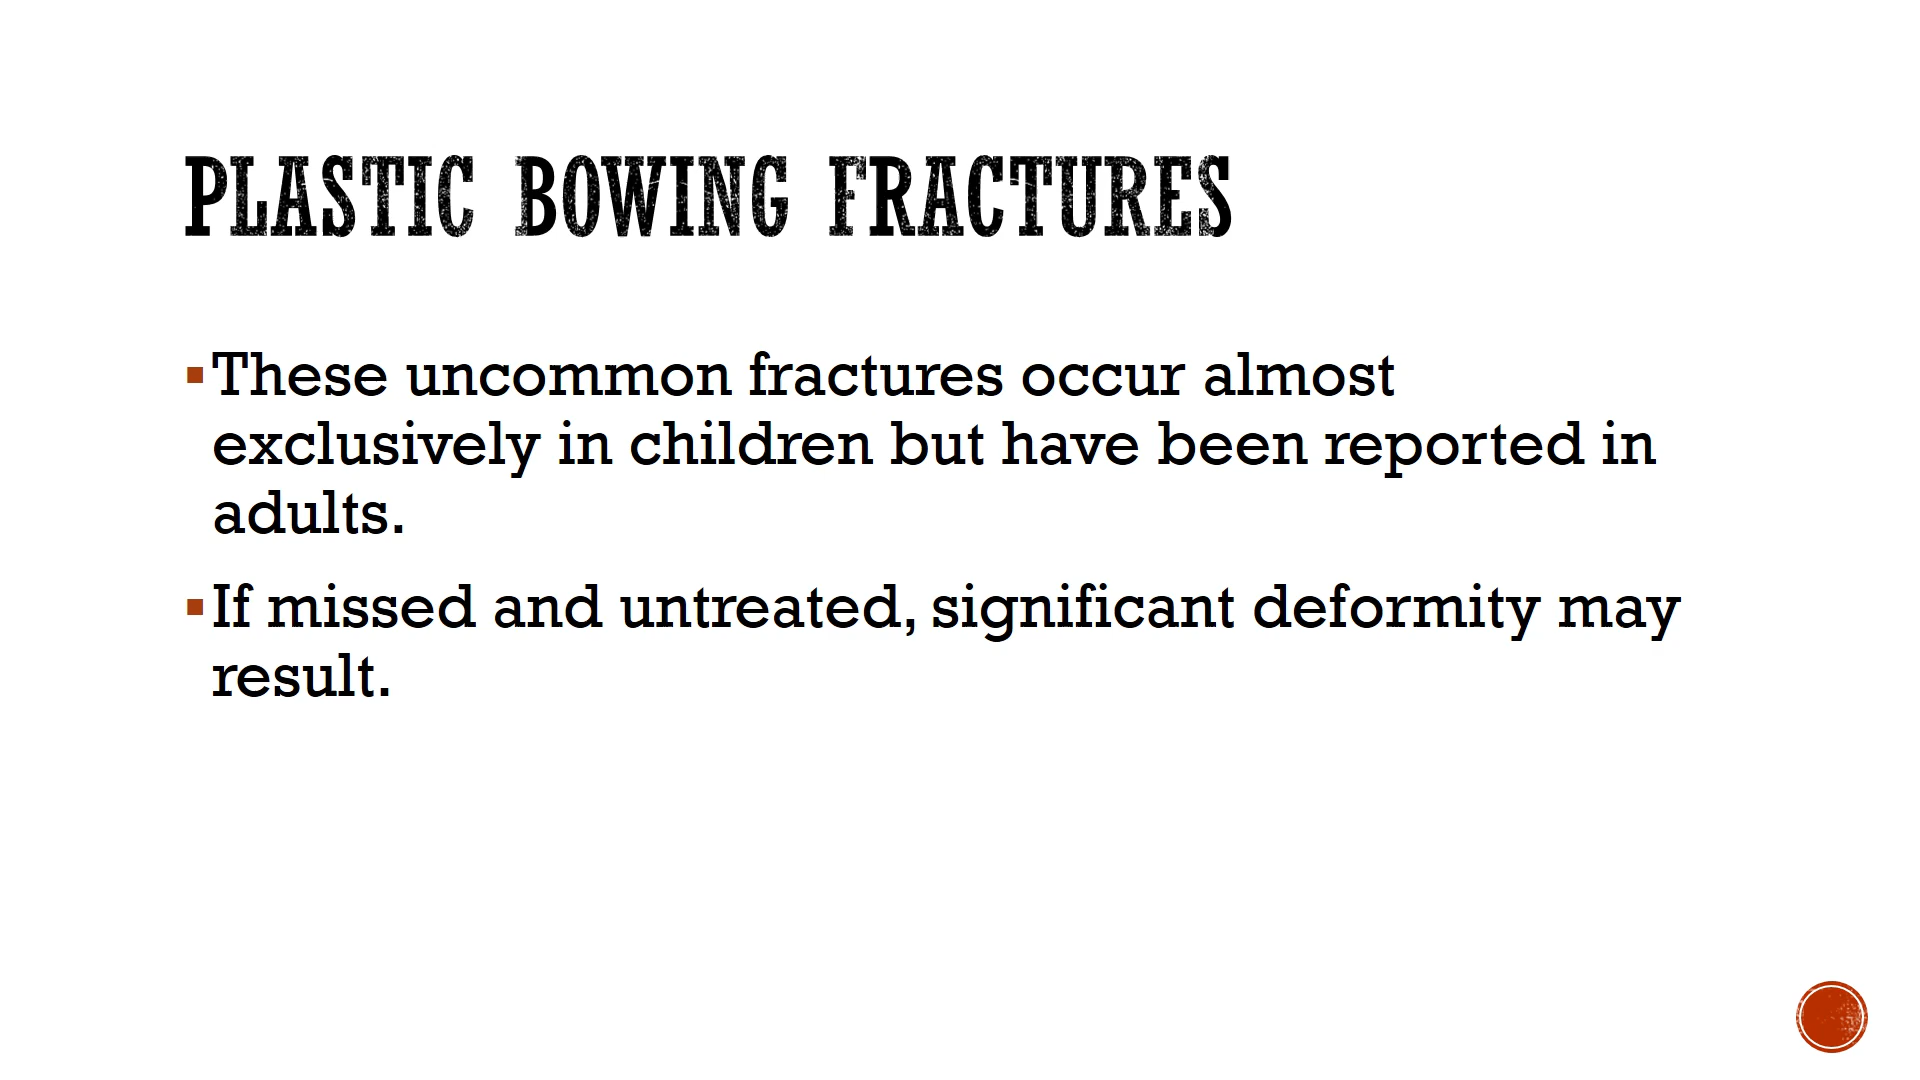 PLASTIC BOWING FRACTURES
▪These uncommon fractures occur almost
exclusively in children but have been reported in
adults.
▪If missed and untreated, significant deformity may
result.